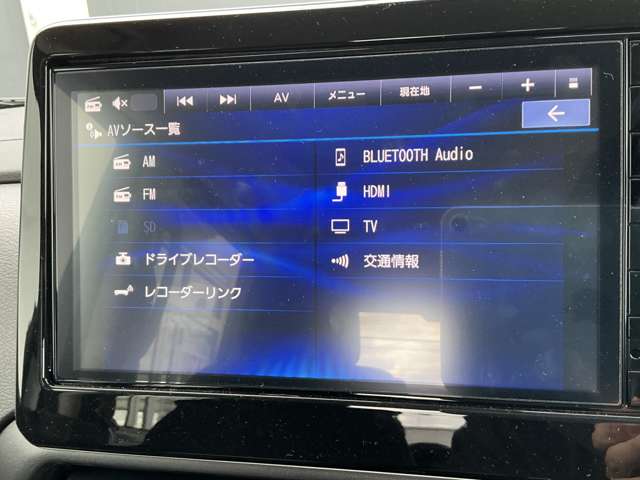 AV メニュー 現在地 − +
AVソース一覧
AM
FM
SD
ドライブレコーダー
レコーダーリンク
BLUETOOTH Audio
HDMI
TV
交通情報